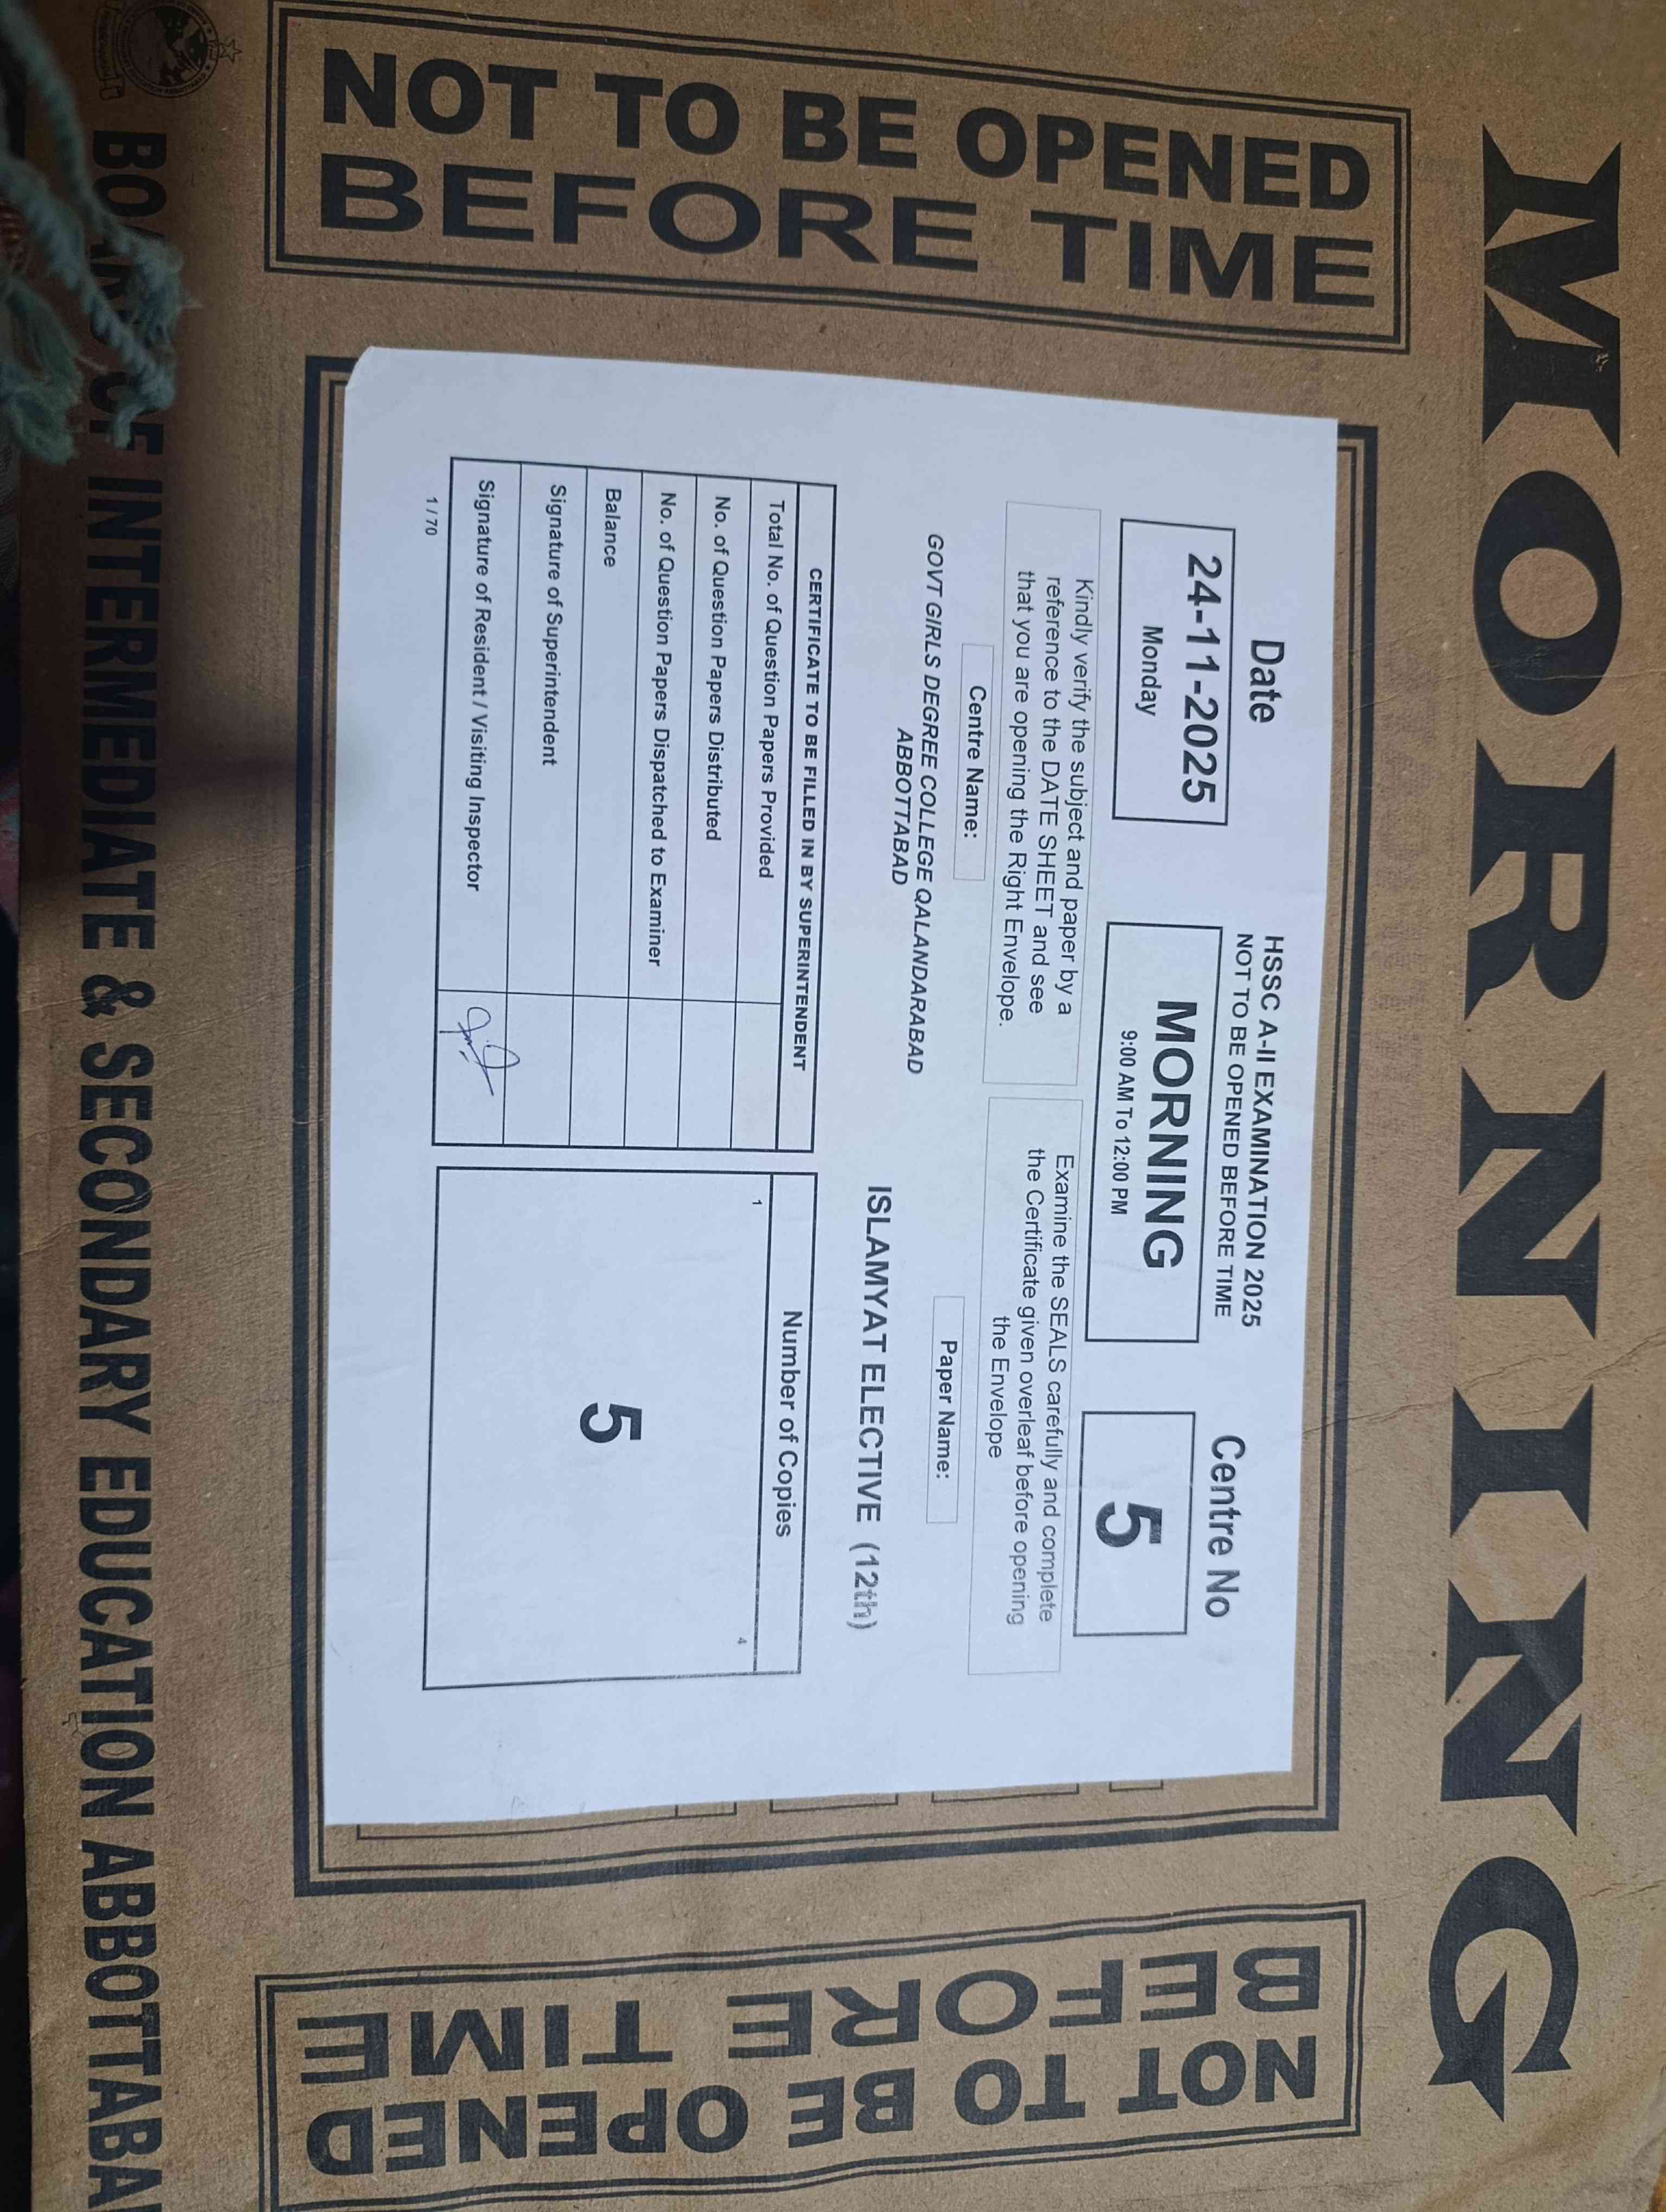 MORNING
NOT TO BE OPENED
BEFORE TIME
Date
24-11-2025
Monday
HSSC A-II EXAMINATION 2025
NOT TO BE OPENED BEFORE TIME
MORNING
9:00 AM To 12:00 PM
Centre No
5
Kindly verify the subject and paper by a
reference to the DATE SHEET and see
that you are opening the Right Envelope.
Examine the SEALS carefully and complete
the Certificate given overleaf before opening
the Envelope
Centre Name:
GOVT GIRLS DEGREE COLLEGE QALANDARABAD
ABBOTTABAD
Paper Name:
ISLAMYAT ELECTIVE (12th)
CERTIFICATE TO BE FILLED IN BY SUPERINTENDENT
Total No. of Question Papers Provided
No. of Question Papers Distributed
No. of Question Papers Dispatched to Examiner
Balance
Signature of Superintendent
Signature of Resident / Visiting Inspector
Number of Copies
1
4
5
1 / 70
NOT TO BE OPENED
BEFORE TIME
BOARD OF INTERMEDIATE & SECONDARY EDUCATION ABBOTTABA